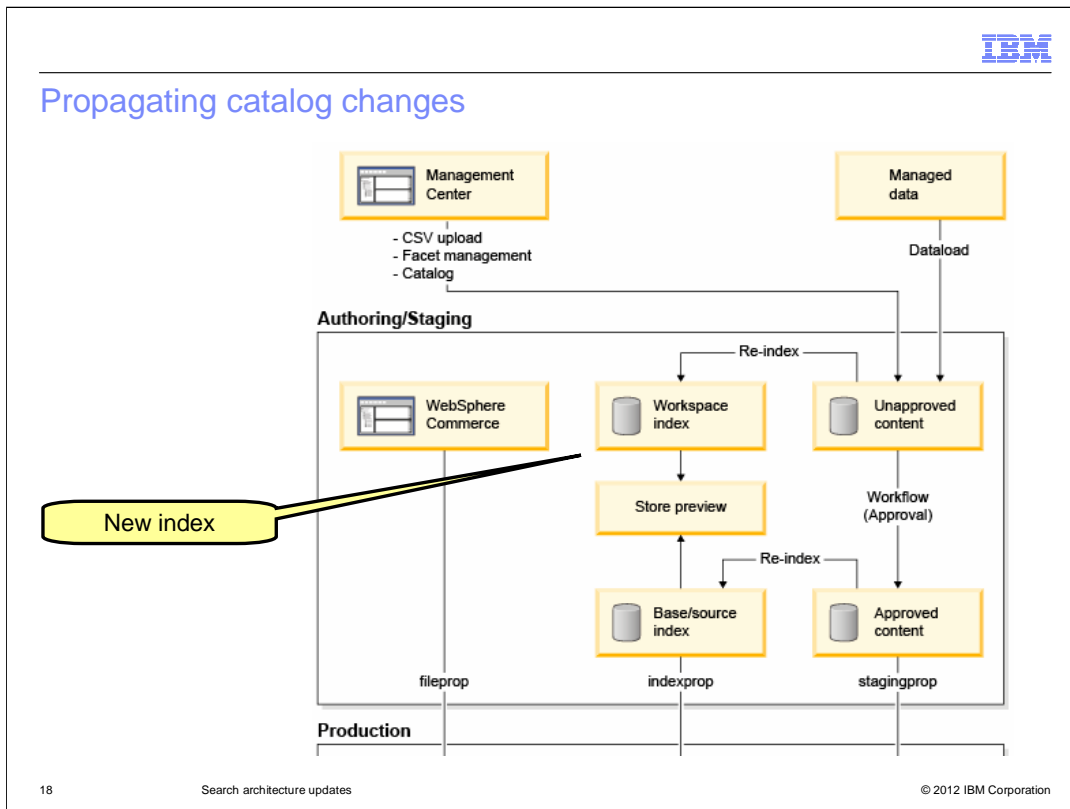 IBM
Propagating catalog changes
Management
Center
Managed
data
- CSV upload
- Facet management
- Catalog
Dataload
Authoring/Staging
Re-index
WebSphere
Commerce
Workspace
index
Unapproved
content
New index
Store preview
Workflow
(Approval)
Re-index
Base/source
index
Approved
content
fileprop
indexprop
stagingprop
Production
18
Search architecture updates
© 2012 IBM Corporation